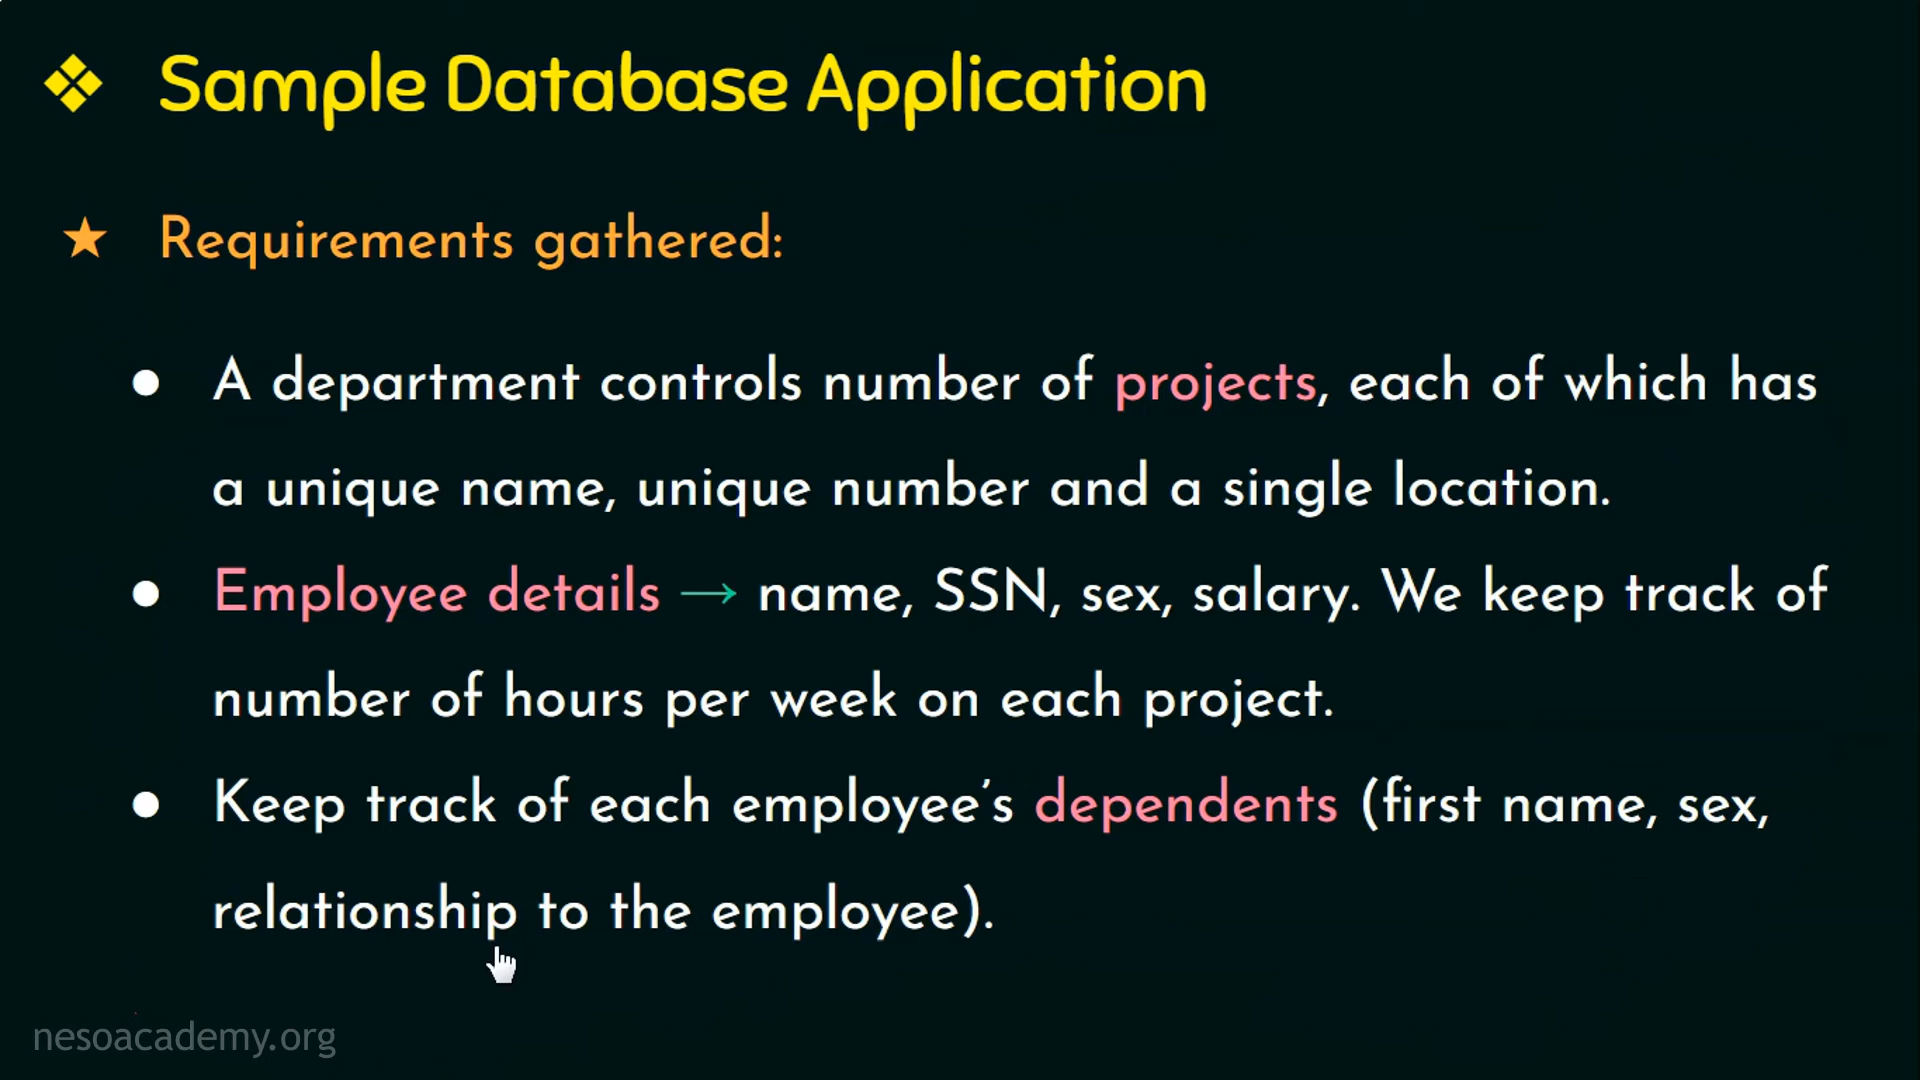 ❖ Sample Database Application
★ Requirements gathered:
● A department controls number of projects, each of which has
a unique name, unique number and a single location.
● Employee details → name, SSN, sex, salary. We keep track of
number of hours per week on each project.
● Keep track of each employee’s dependents (first name, sex,
relationship to the employee).
nesoacademy.org